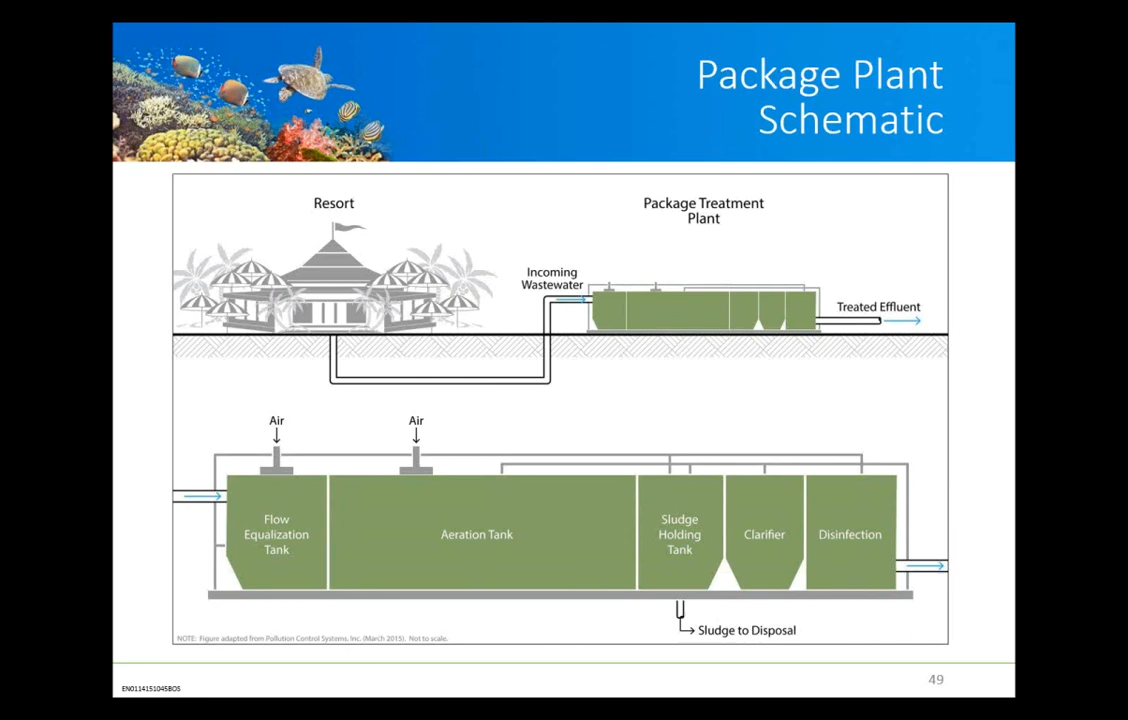 Package Plant
Schematic
Resort
Package Treatment
Plant
Incoming
Wastewater
Treated Effluent
Air
Air
Flow
Equalization
Tank
Aeration Tank
Sludge
Holding
Tank
Clarifier
Disinfection
Sludge to Disposal
NOTE: Figure adapted from Pollution Control Systems, Inc. (March 2015). Not to scale.
49
EN0114151045BOS